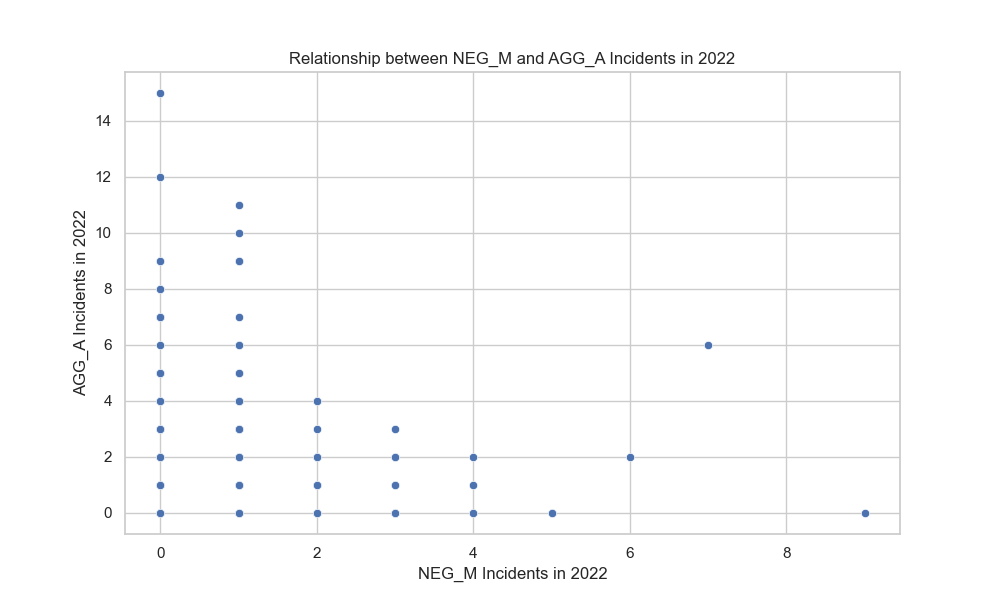 Relationship between NEG_M and AGG_A Incidents in 2022
14
12
10
8
6
4
2
0
AGG_A Incidents in 2022
0 2 4 6 8
NEG_M Incidents in 2022